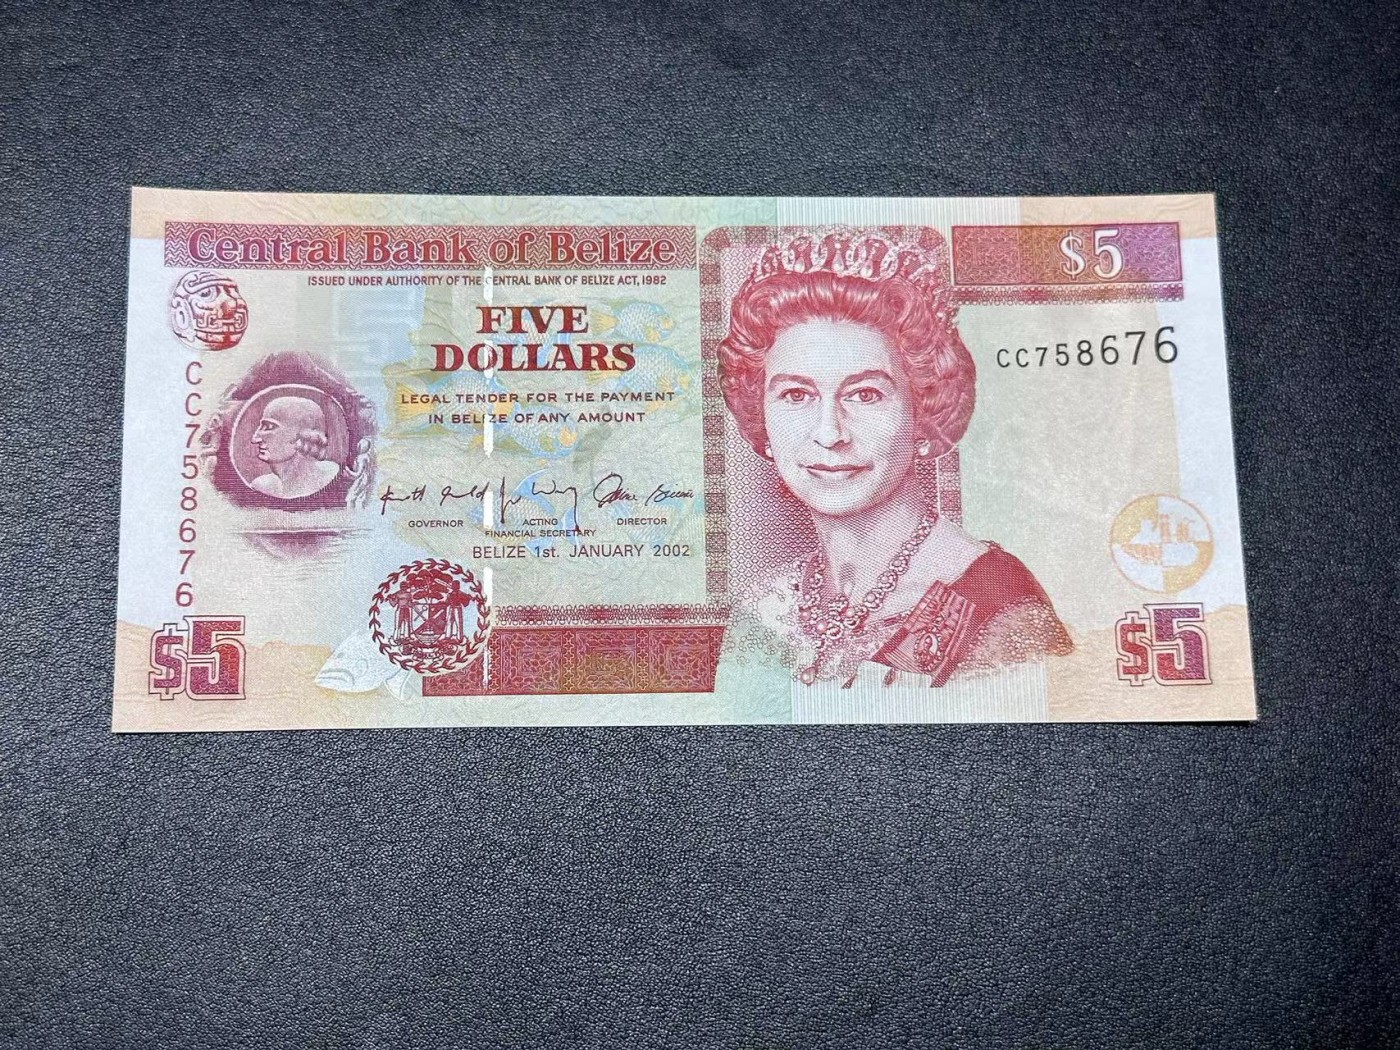 Central Bank of Belize
$5
ISSUED UNDER AUTHORITY OF THE CENTRAL BANK OF BELIZE ACT, 1982
FIVE
DOLLARS
CC758676
LEGAL TENDER FOR THE PAYMENT
IN BELIZE OF ANY AMOUNT
CC758676
GOVERNOR
ACTING
FINANCIAL SECRETARY
DIRECTOR
BELIZE 1st. JANUARY 2002
$5
$5